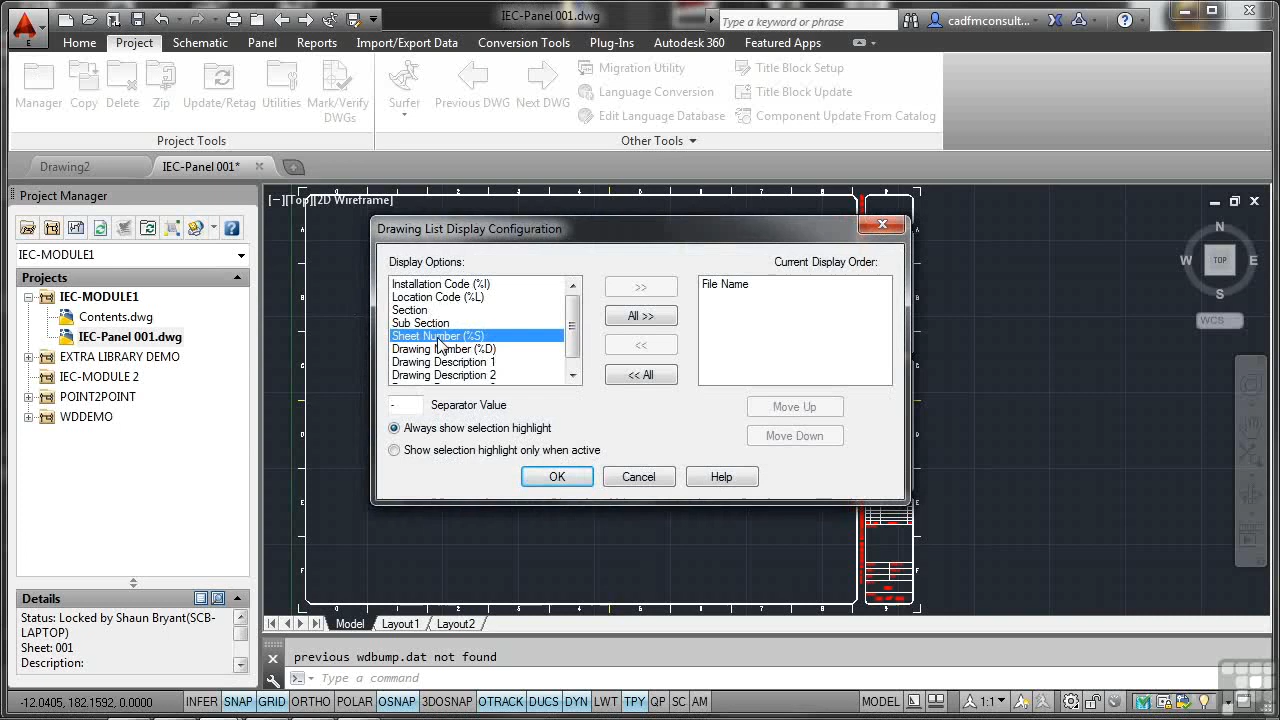 IEC-Panel 001.dwg
Type a keyword or phrase
cadfmconsult...
Home Project Schematic Panel Reports Import/Export Data Conversion Tools Plug-Ins Autodesk 360 Featured Apps
Manager Copy Delete Zip Update/Retag Utilities Mark/Verify DWGs
Surfer Previous DWG Next DWG
Migration Utility Title Block Setup
Language Conversion Title Block Update
Edit Language Database Component Update From Catalog
Project Tools Other Tools
Drawing2 IEC-Panel 001*
Project Manager
[−][Top][2D Wireframe]
IEC-MODULE1
Projects
IEC-MODULE1
Contents.dwg
IEC-Panel 001.dwg
EXTRA LIBRARY DEMO
IEC-MODULE 2
POINT2POINT
WDDEMO
Drawing List Display Configuration
Display Options: Current Display Order:
Installation Code (%I) File Name
Location Code (%L)
Section
Sub Section
Sheet Number (%S)
Drawing Number (%D)
Drawing Description 1
Drawing Description 2
>>
All >>
<<
<< All
- Separator Value
Always show selection highlight
Show selection highlight only when active
Move Up
Move Down
OK Cancel Help
N
W TOP E
S
WCS
Details
Status: Locked by Shaun Bryant(SCB-
LAPTOP)
Sheet: 001
Description:
Model Layout1 Layout2
previous wdbump.dat not found
Type a command
-12.0405, 182.1592, 0.0000 INFER SNAP GRID ORTHO POLAR OSNAP 3DOSNAP OTRACK DUCS DYN LWT TPY QP SC AM MODEL 1:1